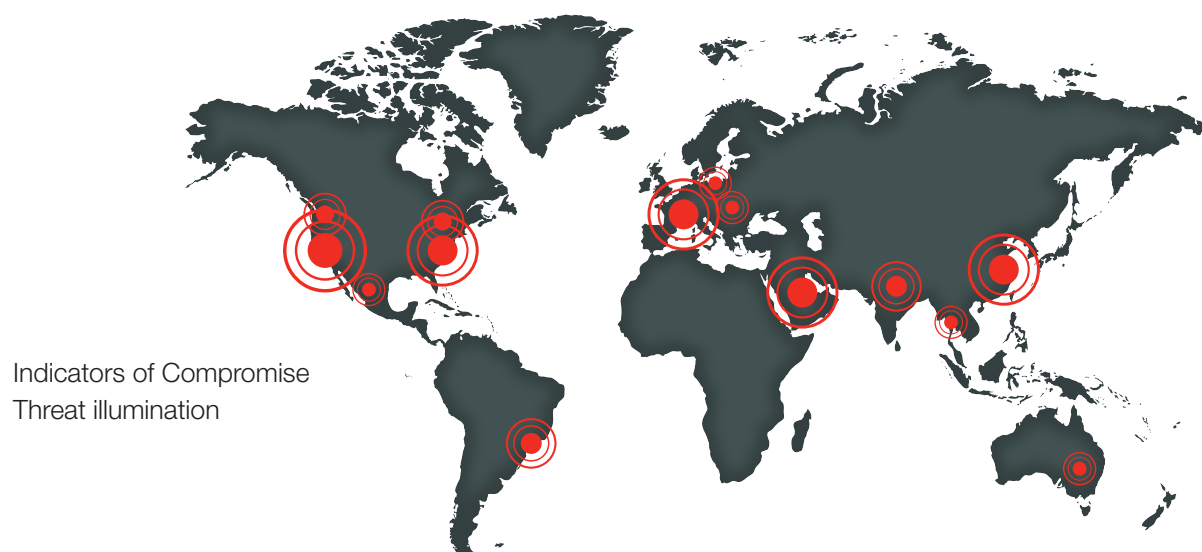 Indicators of Compromise
Threat illumination